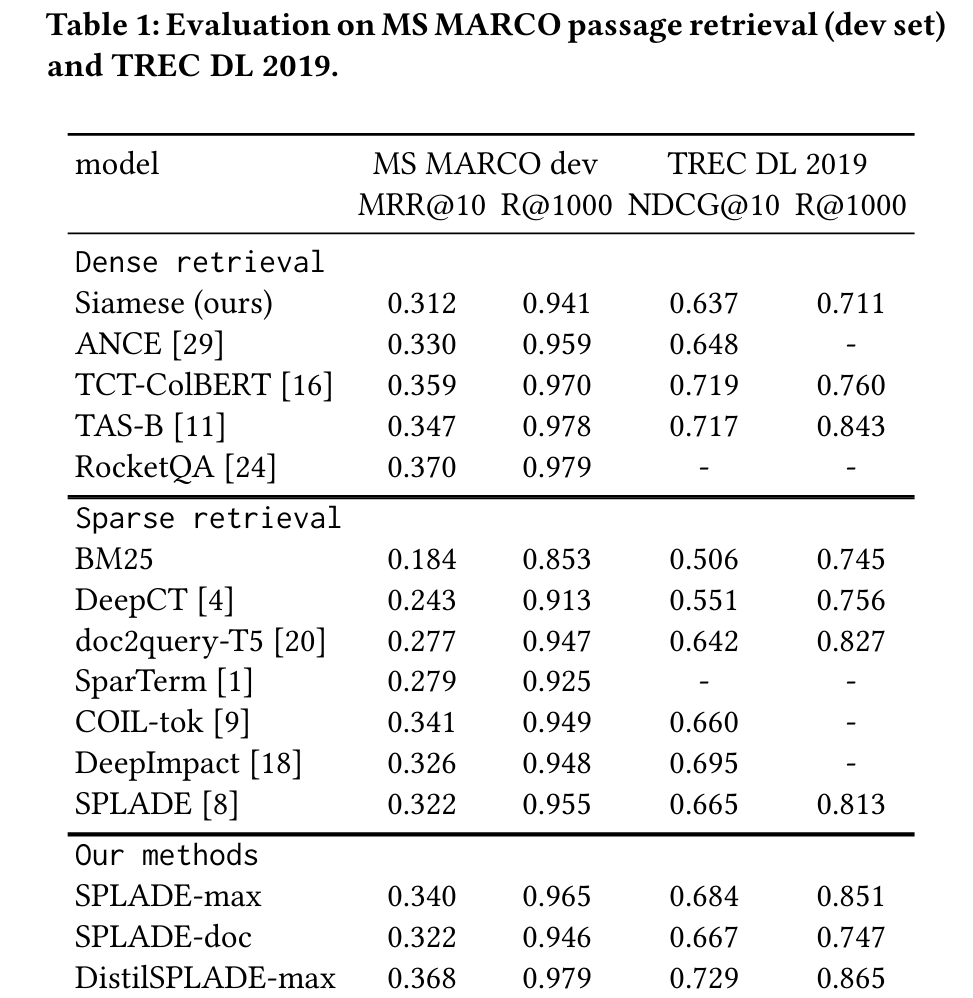 Table 1: Evaluation on MS MARCO passage retrieval (dev set)
and TREC DL 2019.
model MS MARCO dev TREC DL 2019
MRR@10 R@1000 NDCG@10 R@1000
Dense retrieval
Siamese (ours) 0.312 0.941 0.637 0.711
ANCE [29] 0.330 0.959 0.648 -
TCT-ColBERT [16] 0.359 0.970 0.719 0.760
TAS-B [11] 0.347 0.978 0.717 0.843
RocketQA [24] 0.370 0.979 - -
Sparse retrieval
BM25 0.184 0.853 0.506 0.745
DeepCT [4] 0.243 0.913 0.551 0.756
doc2query-T5 [20] 0.277 0.947 0.642 0.827
SparTerm [1] 0.279 0.925 - -
COIL-tok [9] 0.341 0.949 0.660 -
DeepImpact [18] 0.326 0.948 0.695 -
SPLADE [8] 0.322 0.955 0.665 0.813
Our methods
SPLADE-max 0.340 0.965 0.684 0.851
SPLADE-doc 0.322 0.946 0.667 0.747
DistilSPLADE-max 0.368 0.979 0.729 0.865